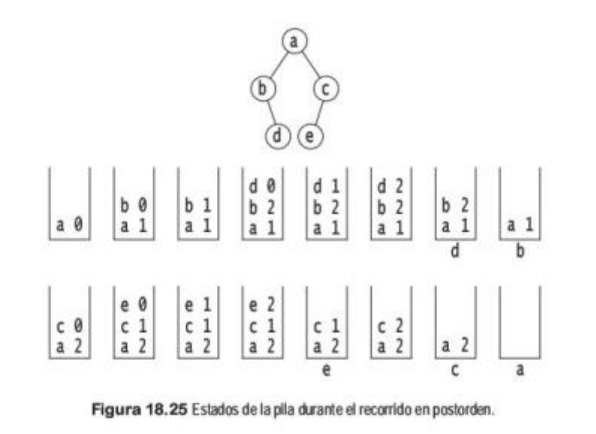 a
b c
d e
d 0 d 1 d 2
b 0 b 1 b 2 b 2 b 2 b 2
a 0 a 1 a 1 a 1 a 1 a 1 a 1 a 1
d b
e 0 e 1 e 2
c 0 c 1 c 1 c 1 c 1 c 2
a 2 a 2 a 2 a 2 a 2 a 2 a 2
e c a
Figura 18.25 Estados de la pila durante el recorrido en postorden.